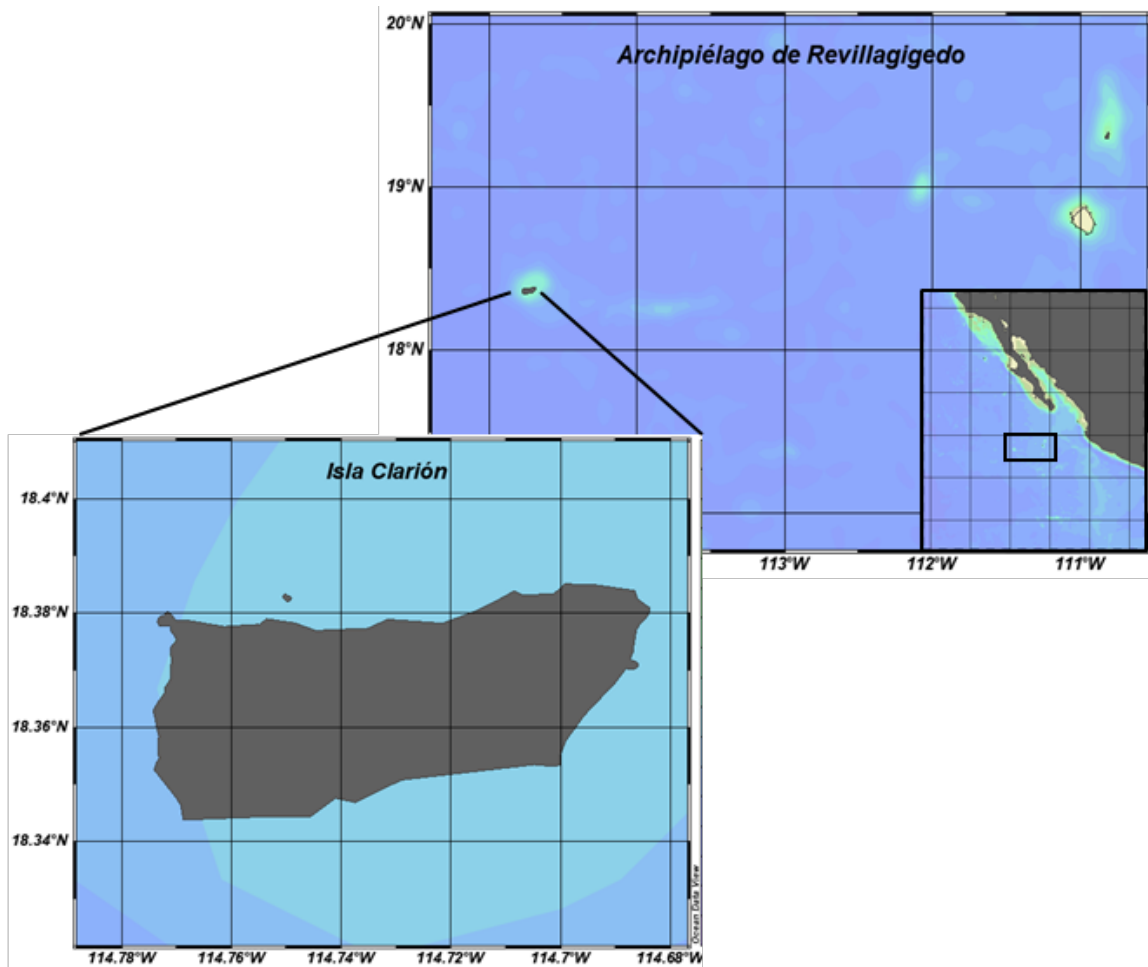 20°N
Archipiélago de Revillagigedo
19°N
18°N
113°W
112°W
111°W
Isla Clarión
18.4°N
18.38°N
18.36°N
18.34°N
114.78°W
114.76°W
114.74°W
114.72°W
114.7°W
114.68°W
Ocean Data View